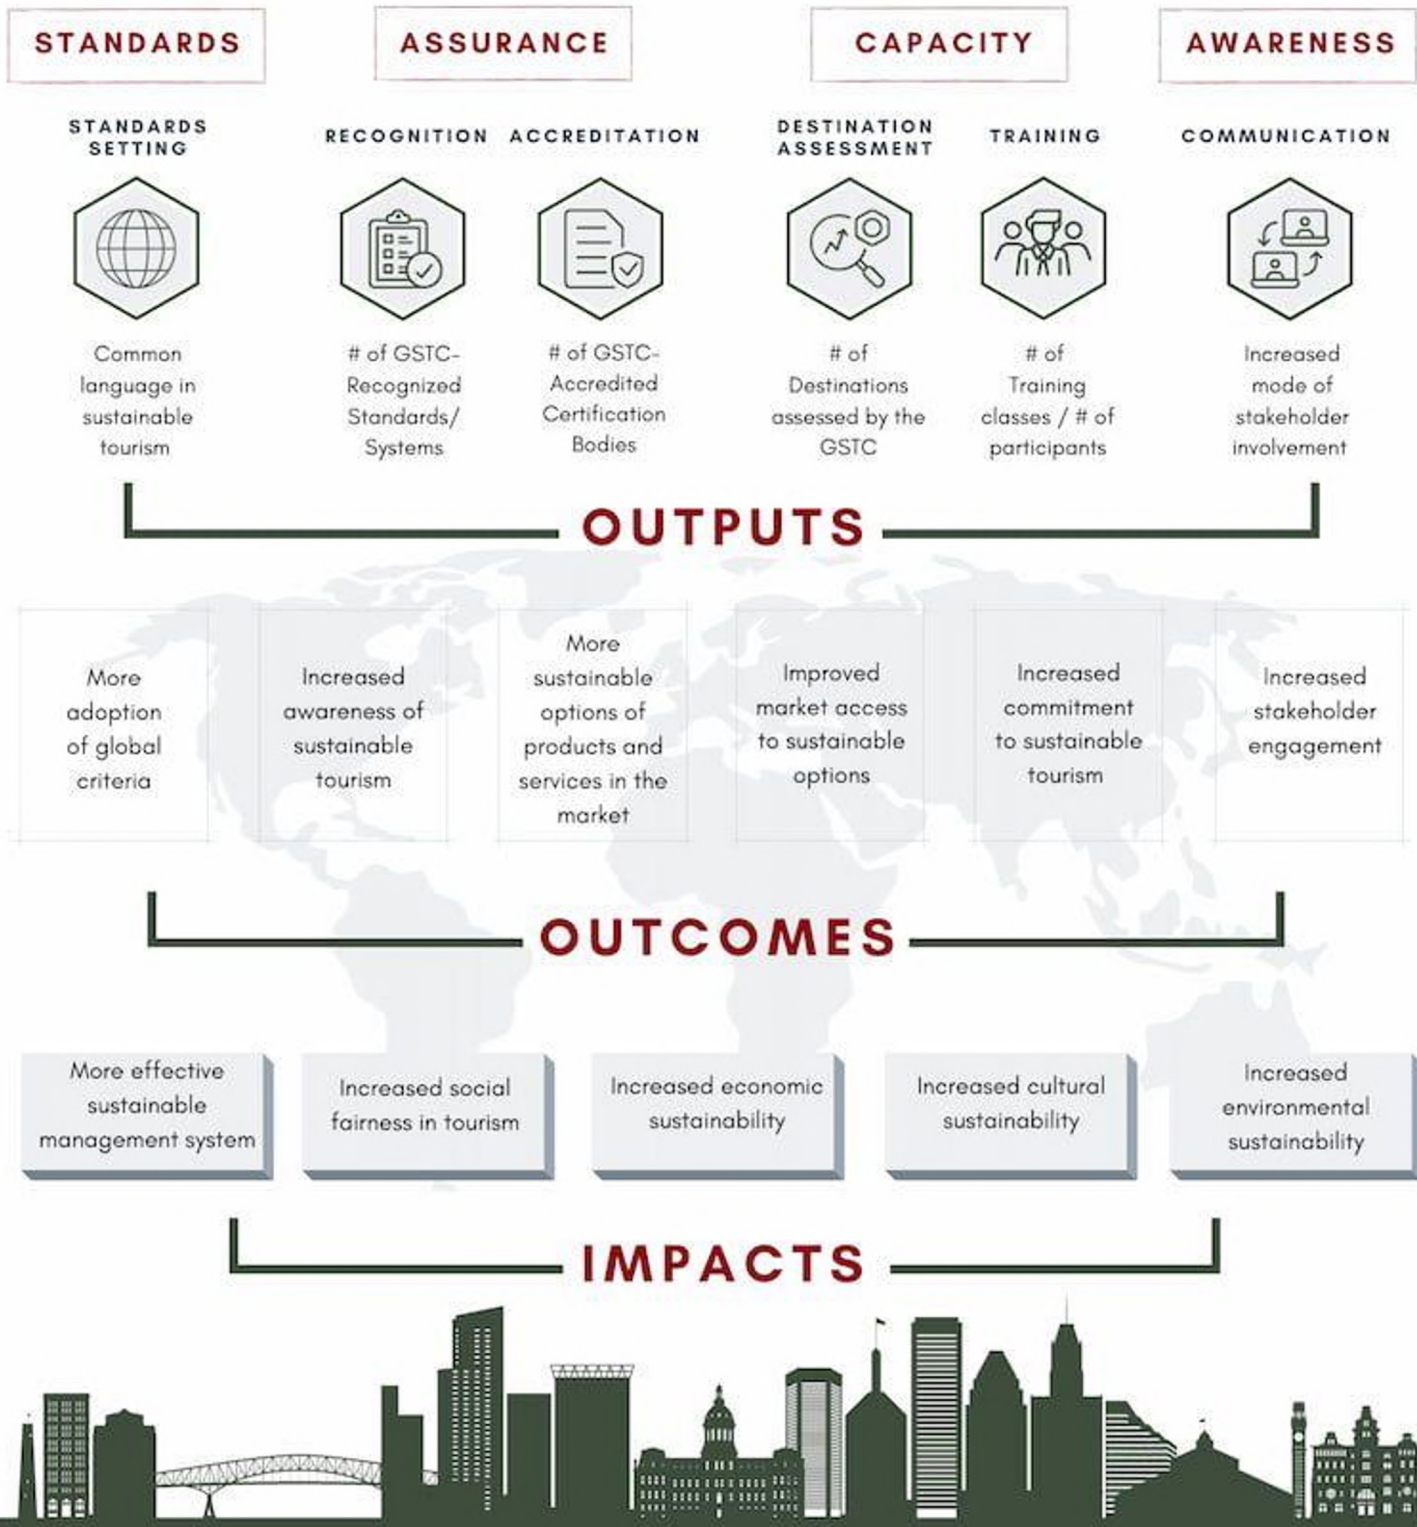 STANDARDS
ASSURANCE
CAPACITY
AWARENESS
STANDARDS
SETTING
RECOGNITION
ACCREDITATION
DESTINATION
ASSESSMENT
TRAINING
COMMUNICATION
Common
language in
sustainable
tourism
# of GSTC-
Recognized
Standards/
Systems
# of GSTC-
Accredited
Certification
Bodies
# of
Destinations
assessed by the
GSTC
# of
Training
classes / # of
participants
Increased
mode of
stakeholder
involvement
OUTPUTS
More
adoption
of global
criteria
Increased
awareness of
sustainable
tourism
More
sustainable
options of
products and
services in the
market
Improved
market access
to sustainable
options
Increased
commitment
to sustainable
tourism
Increased
stakeholder
engagement
OUTCOMES
More effective
sustainable
management system
Increased social
fairness in tourism
Increased economic
sustainability
Increased cultural
sustainability
Increased
environmental
sustainability
IMPACTS